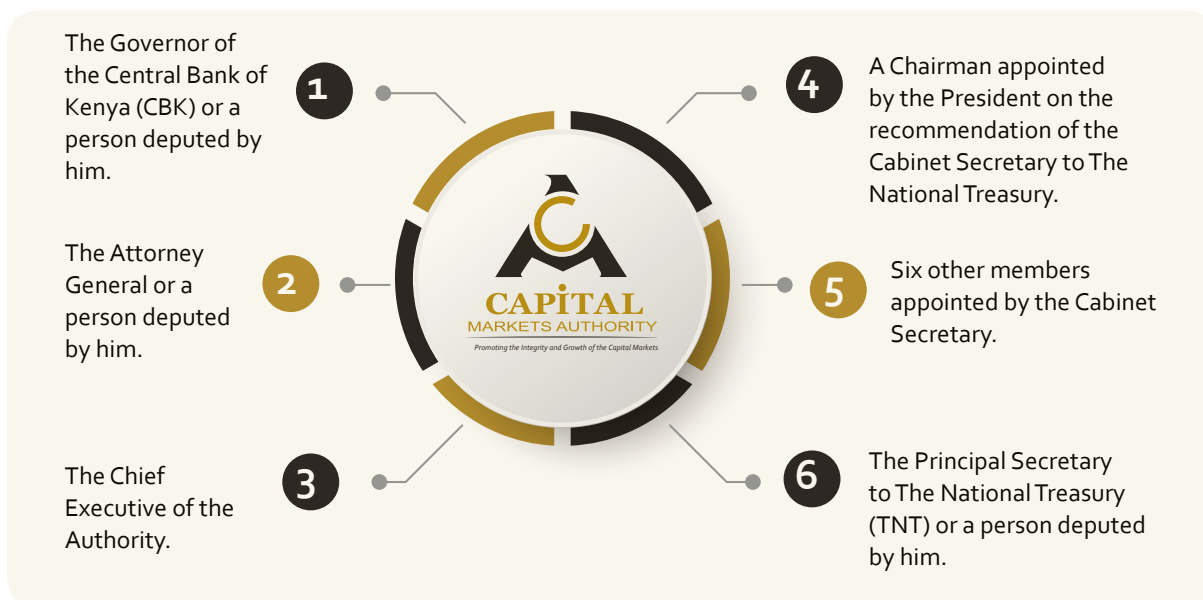 The Governor of
the Central Bank of
Kenya (CBK) or a
person deputed by
him.
1
The Attorney
General or a
person deputed
by him.
2
The Chief
Executive of the
Authority.
3
CAPİTAL
MARKETS AUTHORITY
Promoting the Integrity and Growth of the Capital Markets
4
A Chairman appointed
by the President on the
recommendation of the
Cabinet Secretary to The
National Treasury.
5
Six other members
appointed by the Cabinet
Secretary.
6
The Principal Secretary
to The National Treasury
(TNT) or a person deputed
by him.